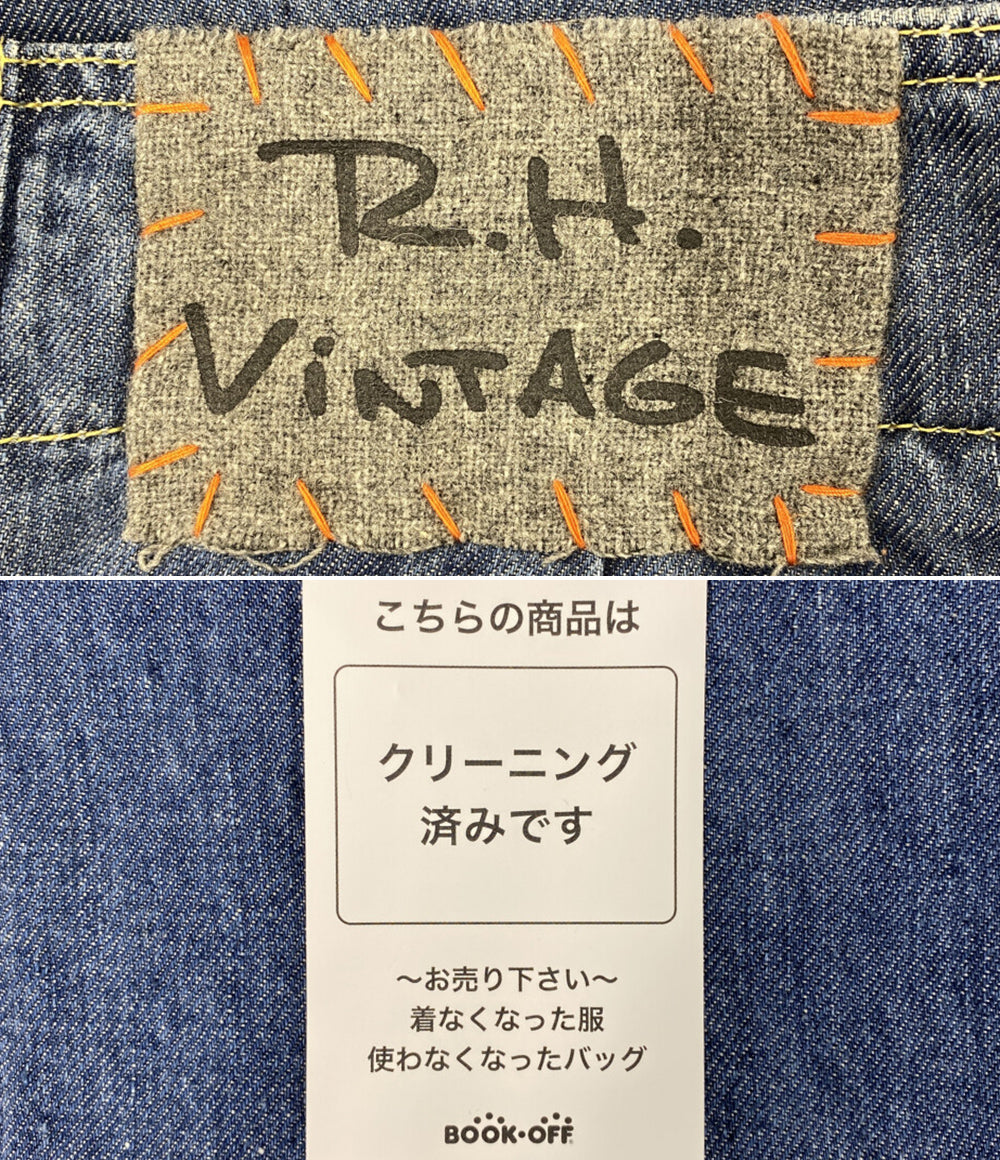 R.H.
VINTAGE
こちらの商品は
クリーニング
済みです
～お売り下さい～
着なくなった服
使わなくなったバッグ
BOOK・OFF